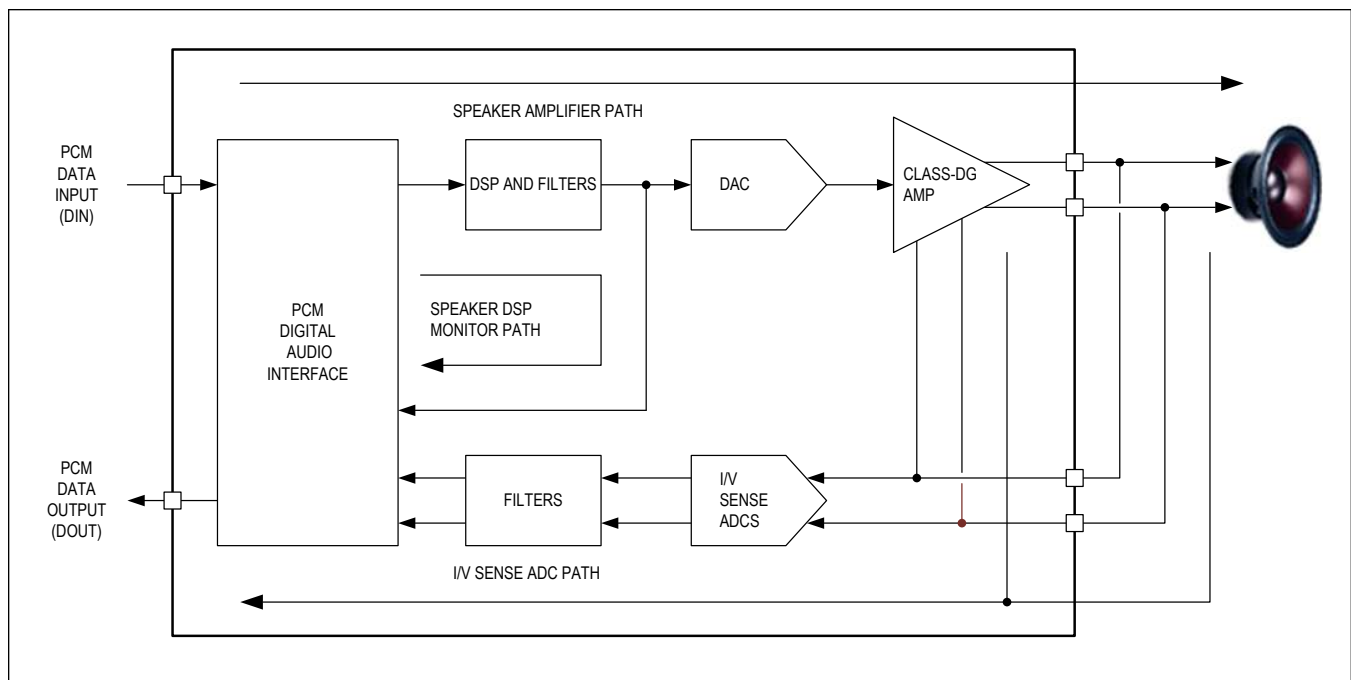 SPEAKER AMPLIFIER PATH
PCM
DATA
INPUT
(DIN)
DSP AND FILTERS
DAC
CLASS-DG
AMP
PCM
DIGITAL
AUDIO
INTERFACE
SPEAKER DSP
MONITOR PATH
PCM
DATA
OUTPUT
(DOUT)
FILTERS
I/V
SENSE
ADCS
I/V SENSE ADC PATH